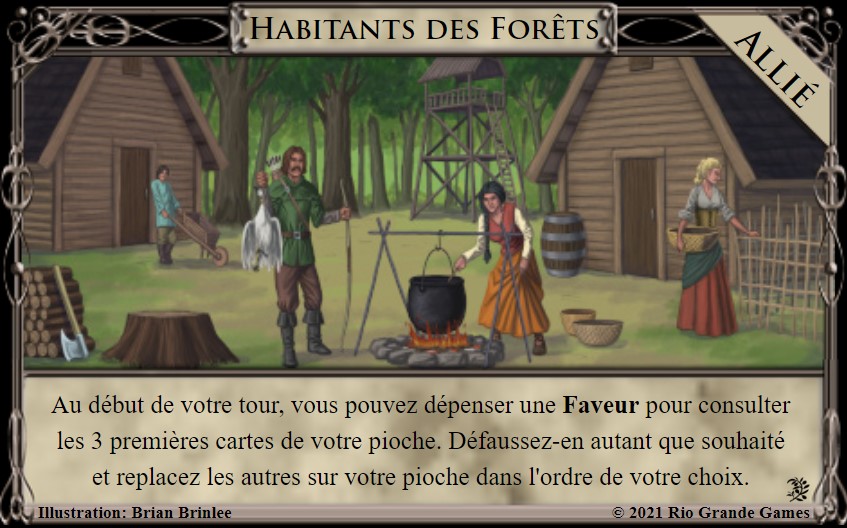 Habitants des Forêts
Allié
Au début de votre tour, vous pouvez dépenser une Faveur pour consulter
les 3 premières cartes de votre pioche. Défaussez-en autant que souhaité
et replacez les autres sur votre pioche dans l'ordre de votre choix.
Illustration: Brian Brinlee
© 2021 Rio Grande Games